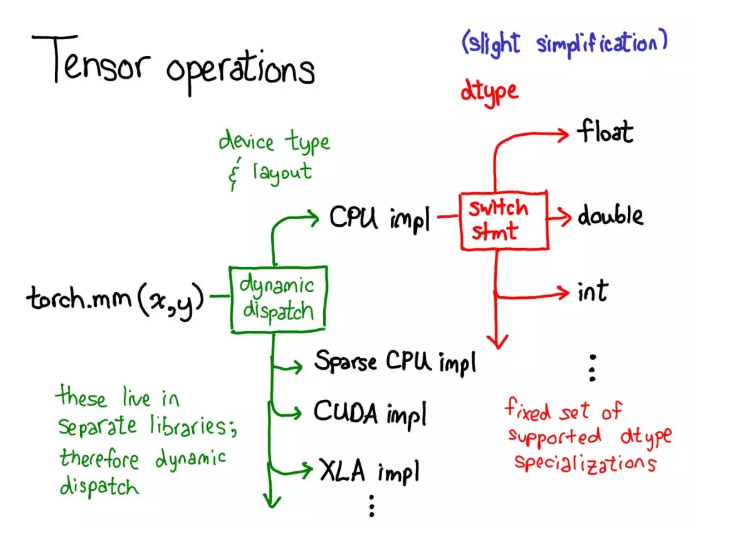 Tensor operations
(slight simplification)
dtype
device type
& layout
float
CPU impl
switch
stmt
double
torch.mm(x,y)
dynamic
dispatch
int
Sparse CPU impl
CUDA impl
XLA impl
these live in
separate libraries;
therefore dynamic
dispatch
fixed set of
supported dtype
specializations